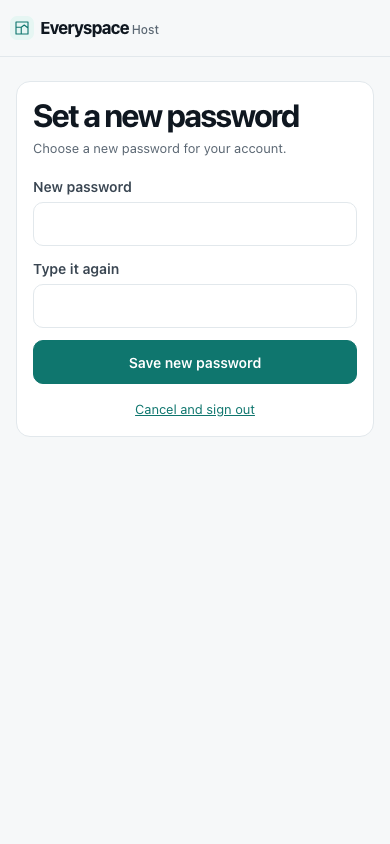 Everyspace Host
Set a new password
Choose a new password for your account.
New password
Type it again
Save new password
Cancel and sign out